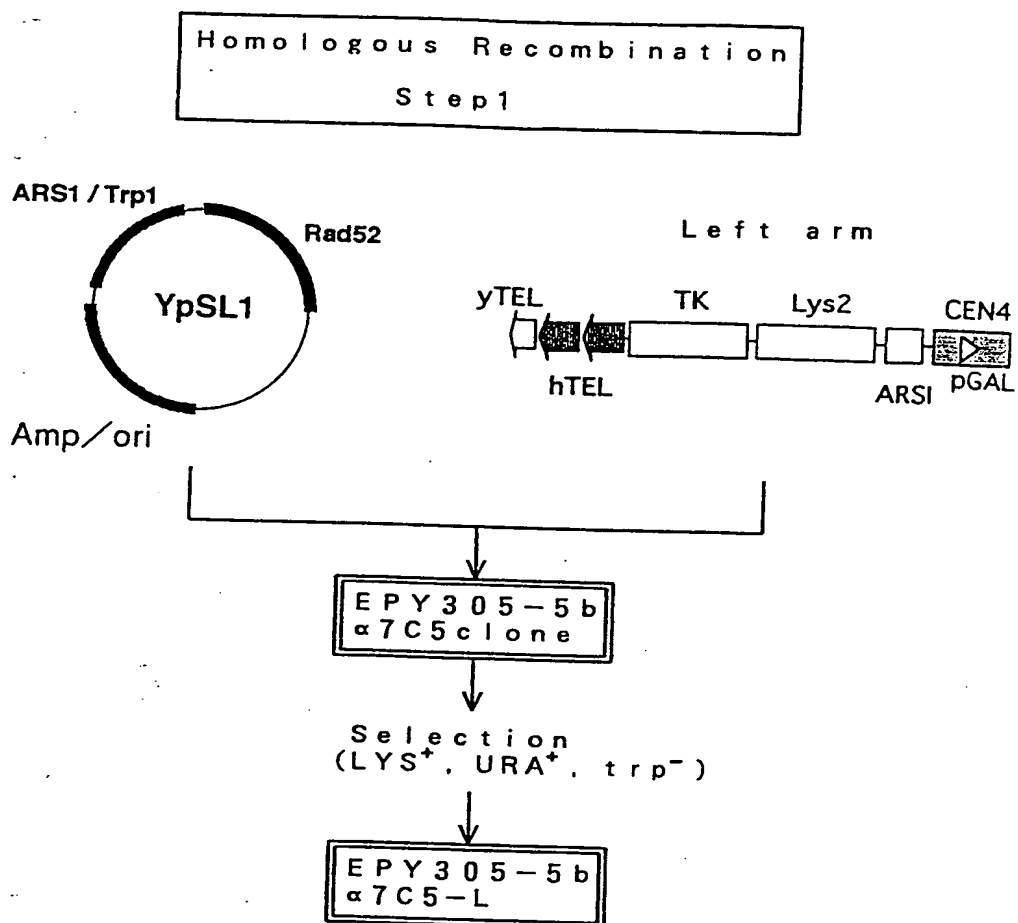 Homologous Recombination
Step1
ARS1 / Trp1
Rad52
YpSL1
Amp/ori
Left arm
yTEL
TK
Lys2
CEN4
hTEL
ARSI
pGAL
EPY305-5b
α7C5clone
Selection
(LYS⁺, URA⁺, trp⁻)
EPY305-5b
α7C5-L